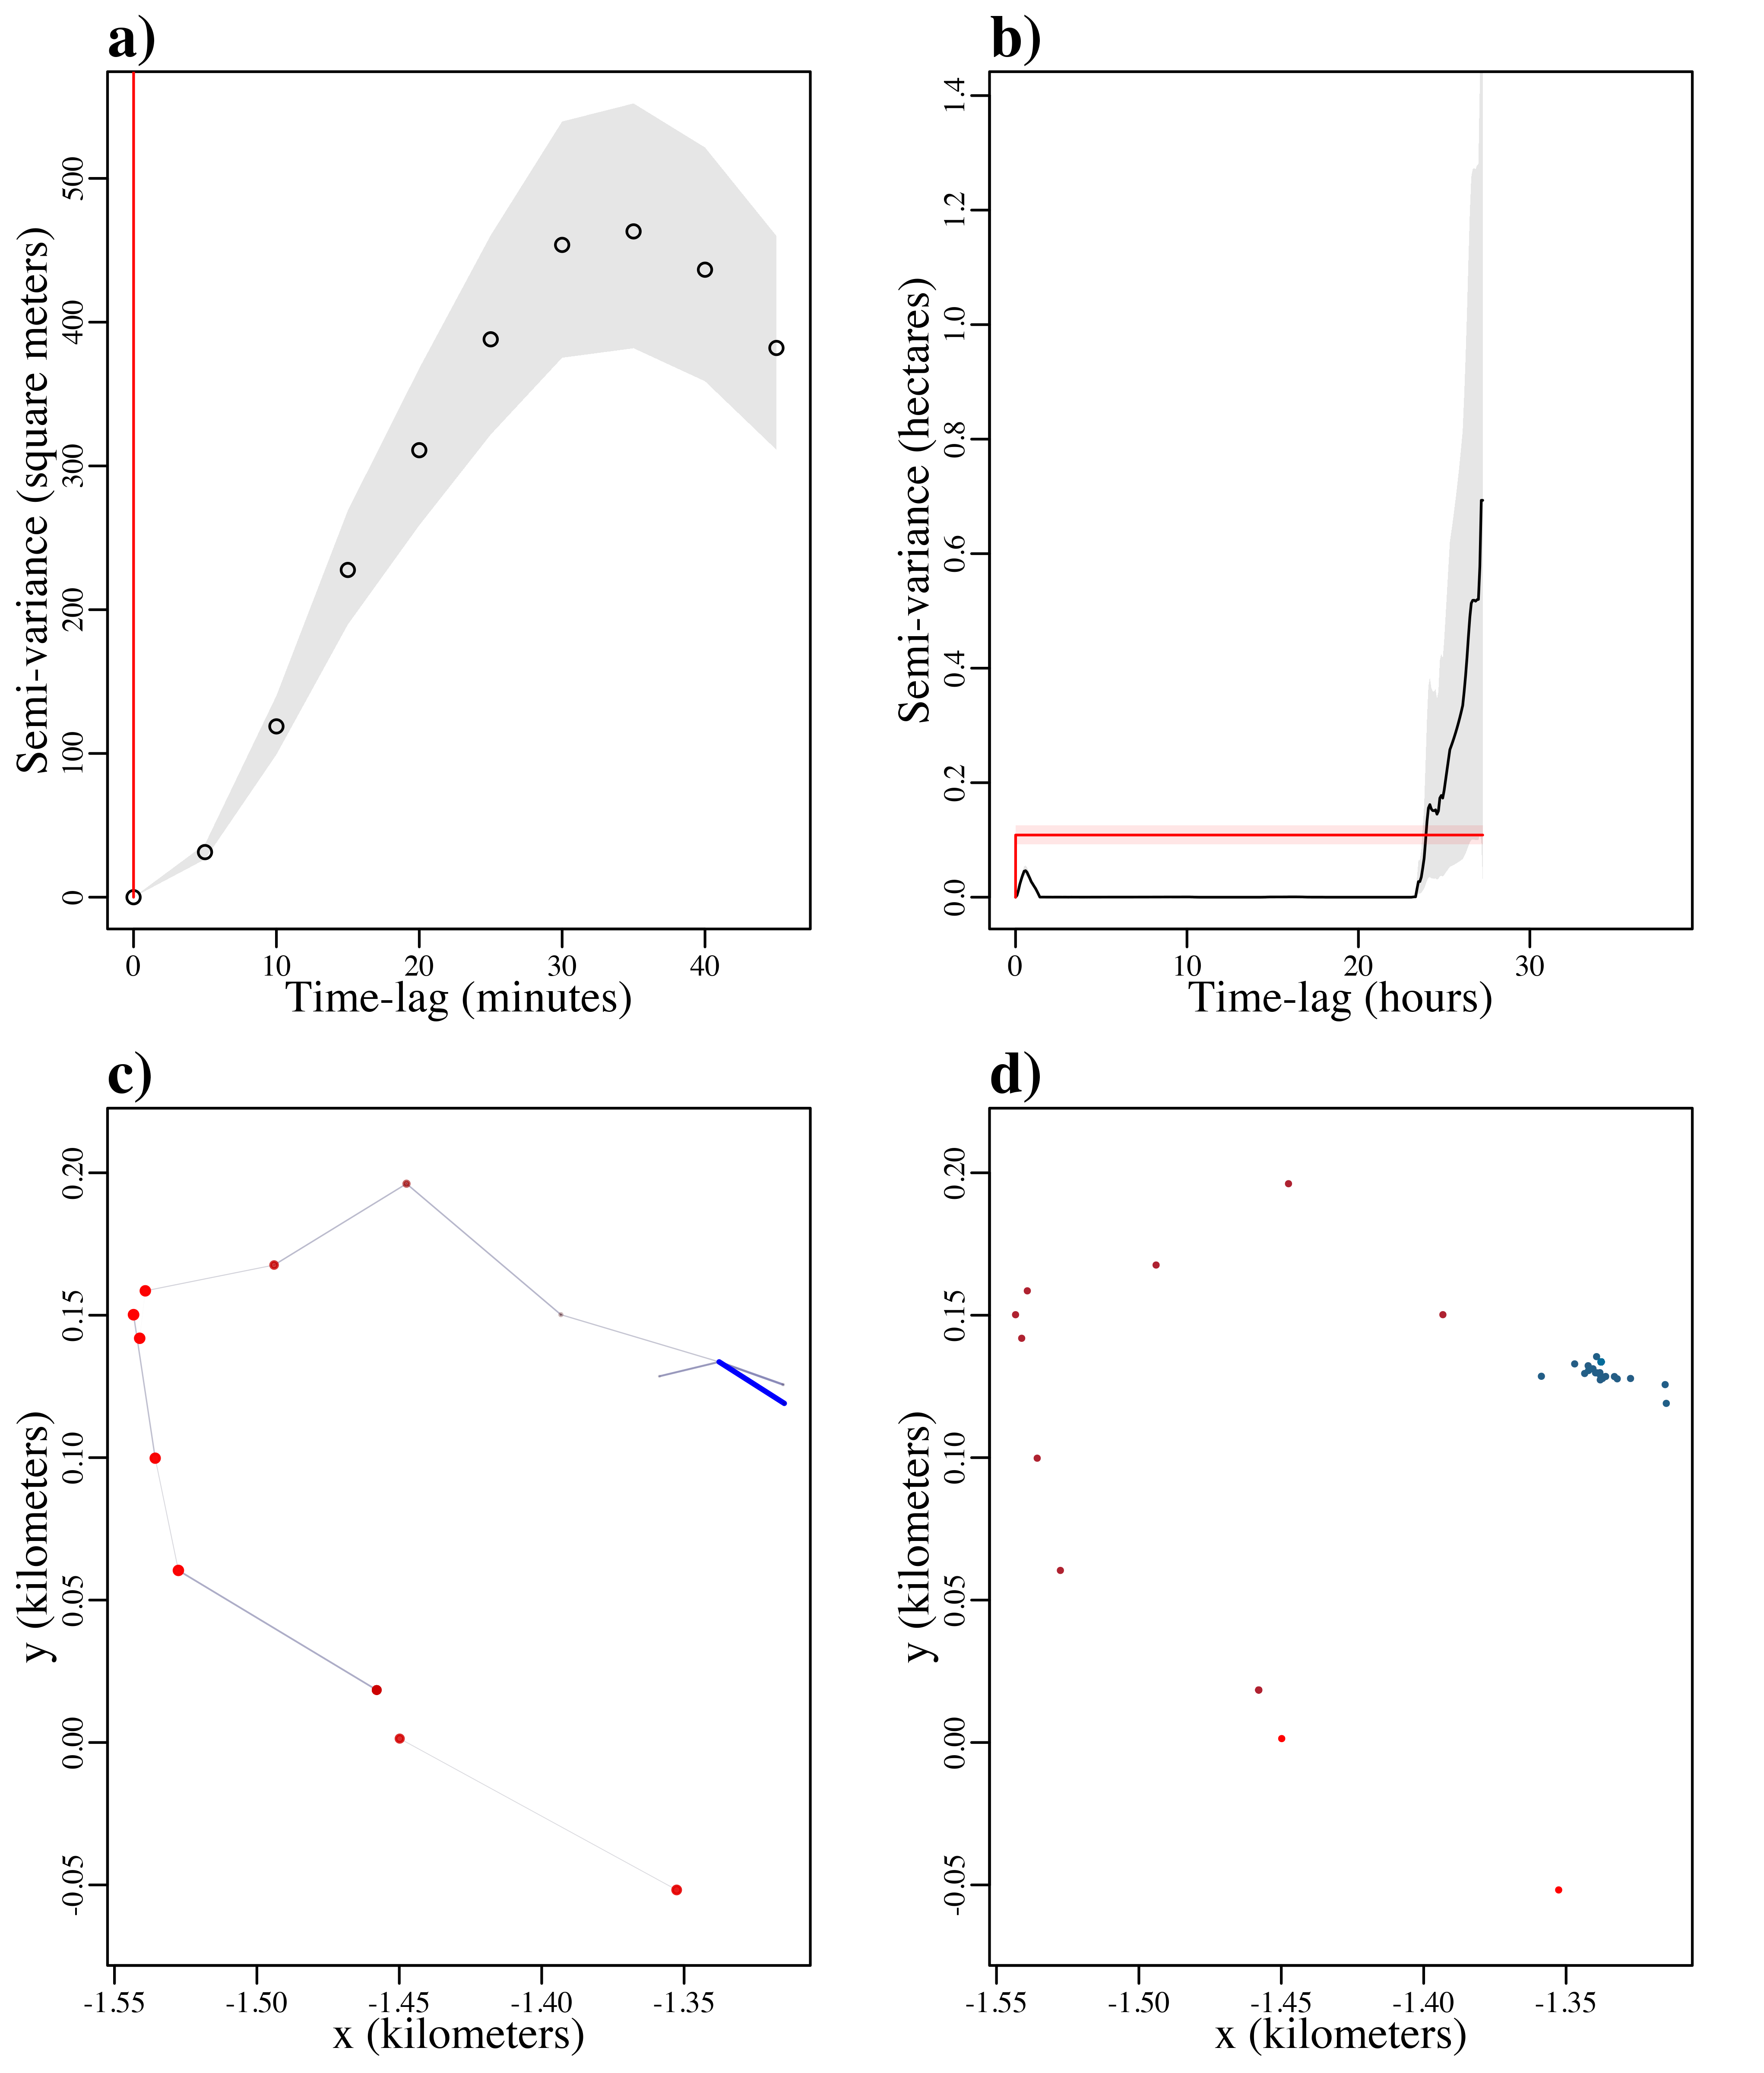 a)
Semi-variance (square meters)
500
400
300
200
100
0
0 10 20 30 40
Time-lag (minutes)
b)
Semi-variance (hectares)
1.4
1.2
1.0
0.8
0.6
0.4
0.2
0.0
0 10 20 30
Time-lag (hours)
c)
y (kilometers)
0.20
0.15
0.10
0.05
0.00
-0.05
-1.55 -1.50 -1.45 -1.40 -1.35
x (kilometers)
d)
y (kilometers)
0.20
0.15
0.10
0.05
0.00
-0.05
-1.55 -1.50 -1.45 -1.40 -1.35
x (kilometers)